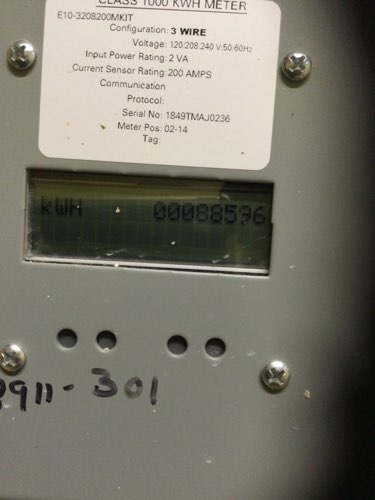 CLASS 1000 KWH METER
E10-3208200MKIT
Configuration: 3 WIRE
Voltage: 120/208/240 V:50/60Hz
Input Power Rating: 2 VA
Current Sensor Rating: 200 AMPS
Communication
Protocol:
Serial No: 1849TMAJ0236
Meter Pos: 02-14
Tag:
kWH 00088596
911-301